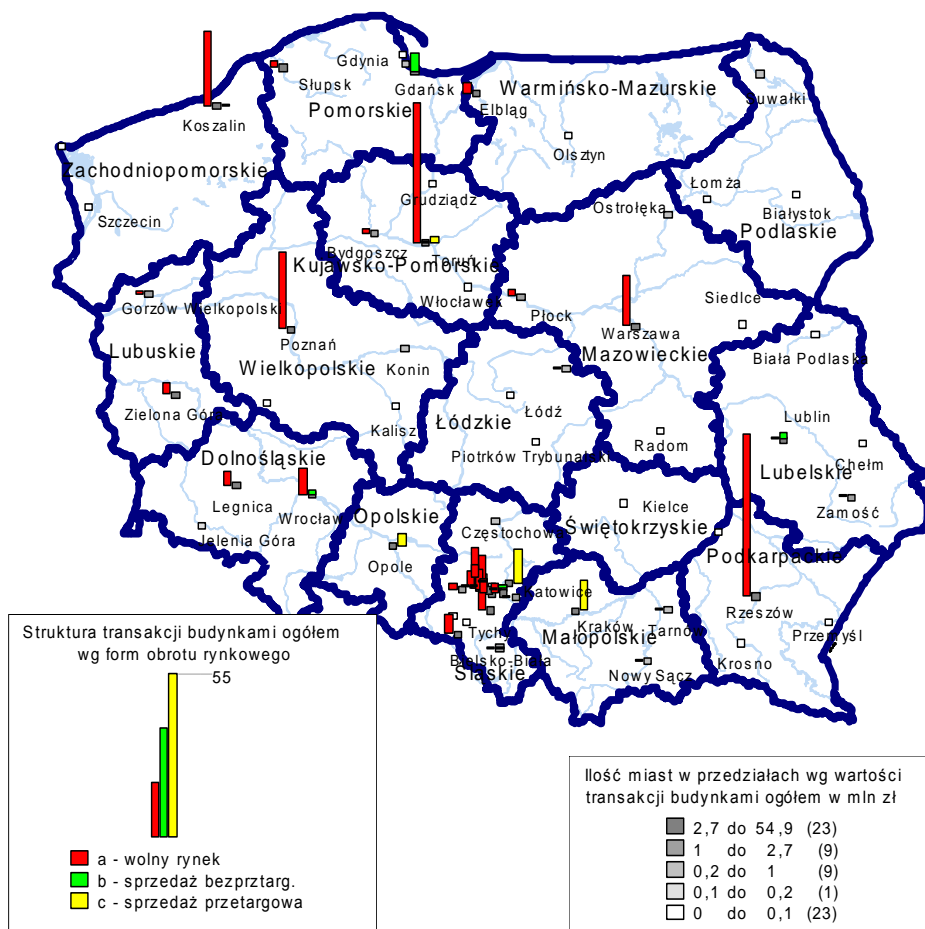 Gdynia
Słupsk
Gdańsk
Warmińsko-Mazurskie
Suwałki
Pomorskie
Elbląg
Koszalin
Olsztyn
Zachodniopomorskie
Łomża
Grudziądz
Ostrołęka
Białystok
Szczecin
Podlaskie
Bydgoszcz
Toruń
Kujawsko-Pomorskie
Włocławek
Siedlce
Gorzów Wielkopolski
Płock
Warszawa
Poznań
Lubuskie
Mazowieckie
Biała Podlaska
Wielkopolskie
Konin
Zielona Góra
Łódź
Lublin
Kalisz
Łódzkie
Radom
Piotrków Trybunalski
Dolnośląskie
Chełm
Lubelskie
Legnica
Kielce
Zamość
Wrocław
Opolskie
Częstochowa
Świętokrzyskie
Jelenia Góra
Podkarpackie
Opole
Katowice
Rzeszów
Kraków
Tarnów
Tychy
Małopolskie
Przemyśl
Bielsko-Biała
Śląskie
Nowy Sącz
Krosno
Struktura transakcji budynkami ogółem
wg form obrotu rynkowego
55
a - wolny rynek
b - sprzedaż bezprztarg.
c - sprzedaż przetargowa
Ilość miast w przedziałach wg wartości
transakcji budynkami ogółem w mln zł
2,7 do 54,9 (23)
1 do 2,7 (9)
0,2 do 1 (9)
0,1 do 0,2 (1)
0 do 0,1 (23)